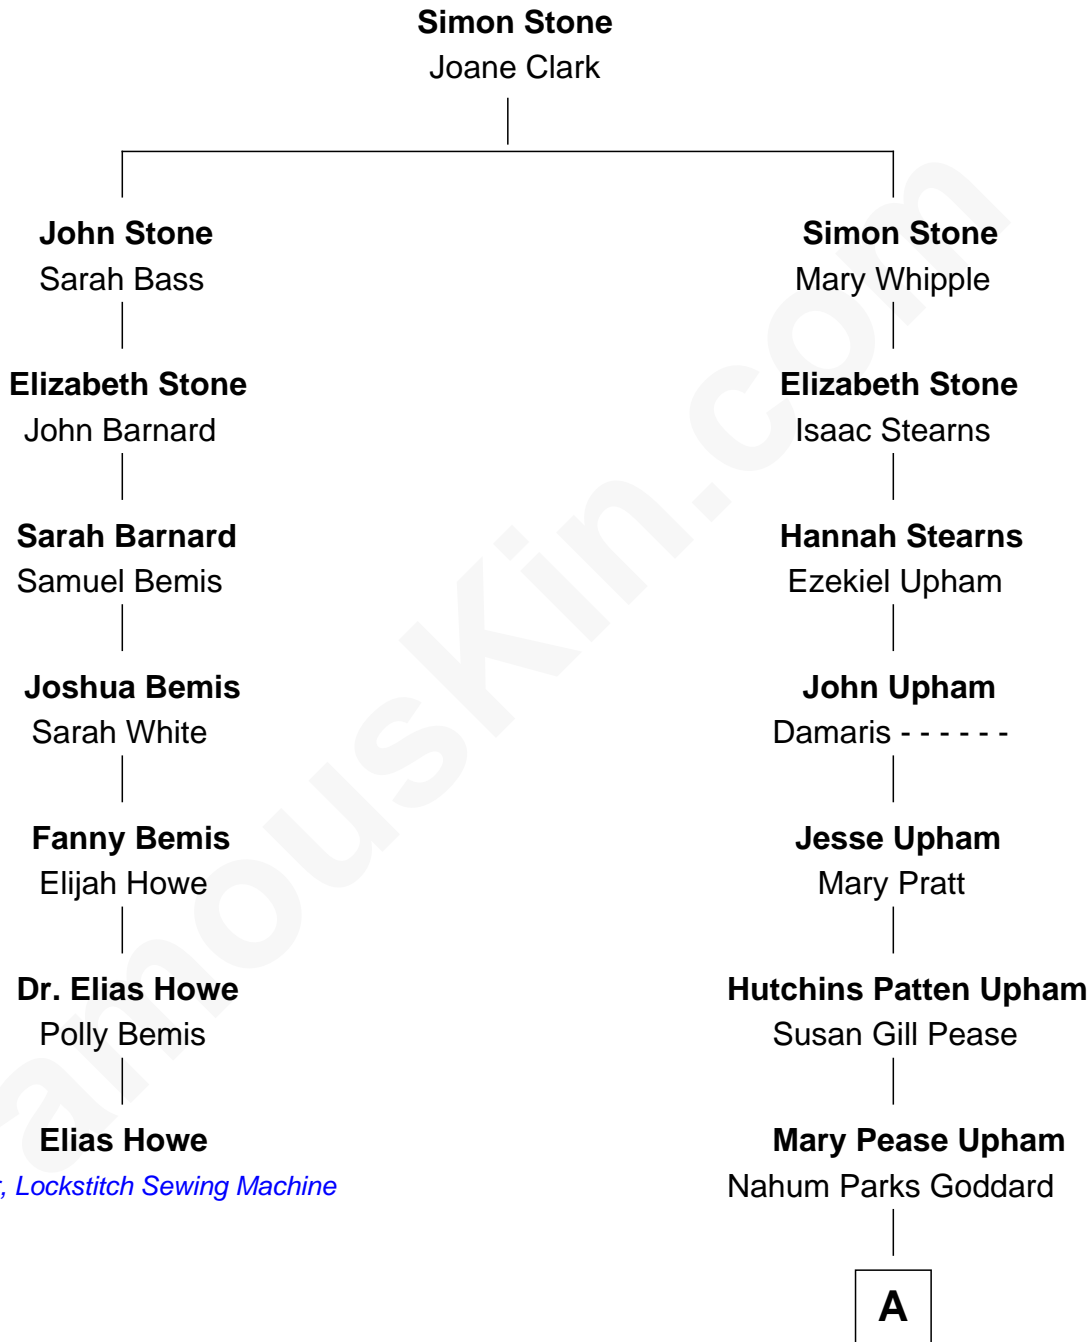 Simon Stone
Joane Clark
John Stone
Sarah Bass
Simon Stone
Mary Whipple
Elizabeth Stone
John Barnard
Elizabeth Stone
Isaac Stearns
Sarah Barnard
Samuel Bemis
Hannah Stearns
Ezekiel Upham
Joshua Bemis
Sarah White
John Upham
Damaris - - - - - -
Fanny Bemis
Elijah Howe
Jesse Upham
Mary Pratt
Dr. Elias Howe
Polly Bemis
Hutchins Patten Upham
Susan Gill Pease
Elias Howe
, Lockstitch Sewing Machine
Mary Pease Upham
Nahum Parks Goddard
A
amousKin.com